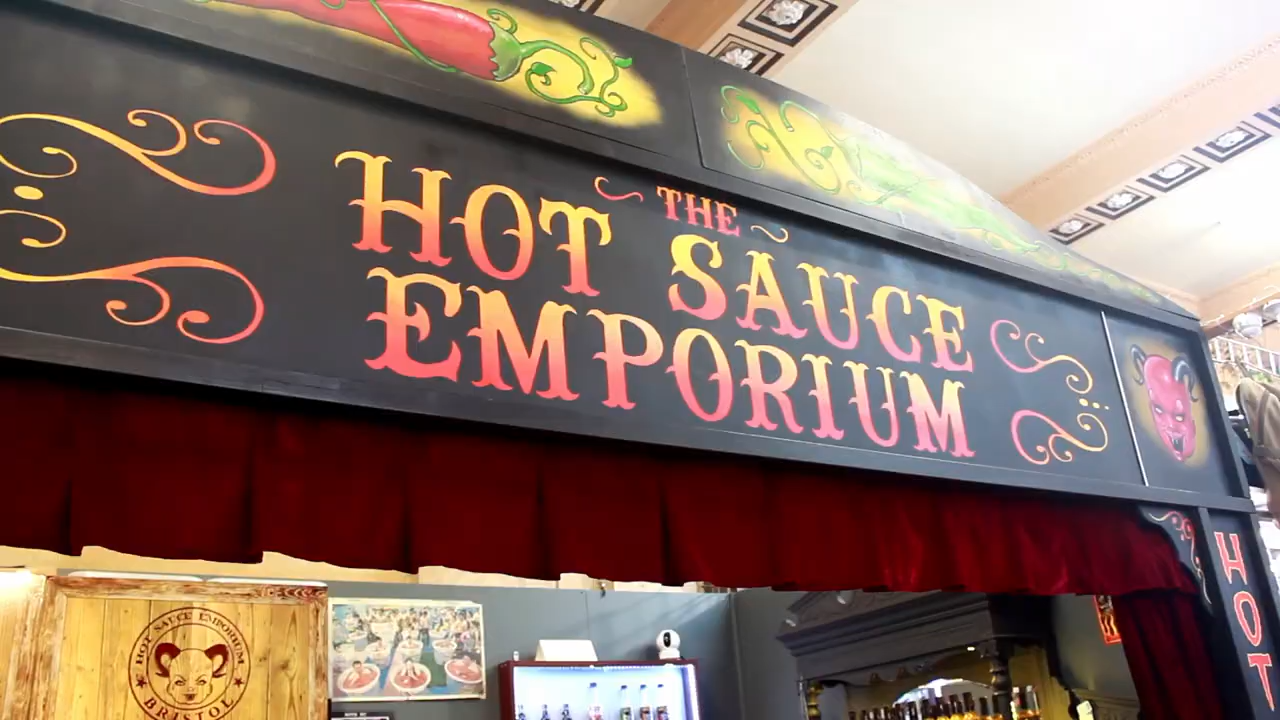 THE
HOT SAUCE
EMPORIUM
HOT
HOT SAUCE EMPORIUM
BRISTOL